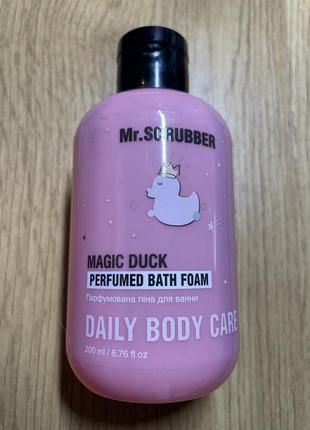 Mr.SCRUBBER
MAGIC DUCK
PERFUMED BATH FOAM
Парфумована піна для ванни
DAILY BODY CARE
200 ml / 6.76 fl oz